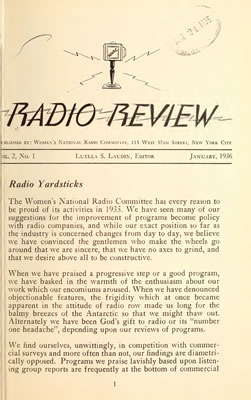 RADIO REVIEW
PUBLISHED BY: WOMEN'S NATIONAL RADIO COMMITTEE, 113 WEST 57TH STREET, NEW YORK CITY
VOL. 2, No. 1 LUELLA S. LAUDIN, EDITOR JANUARY, 1936
Radio Yardsticks
The Women's National Radio Committee has every reason to
be proud of its activities in 1935. We have seen many of our
suggestions for the improvement of programs become policy
with radio companies, and while our exact position so far as
the industry is concerned changes from day to day, we believe
we have convinced the gentlemen who make the wheels go
around that we are sincere, that we have no axes to grind, and
that we desire above all to be constructive.
When we have praised a progressive step or a good program,
we have basked in the warmth of the enthusiasm about our
work which our encomiums aroused. When we have denounced
objectionable features, the frigidity which at once became
apparent in the attitude of radio row made us long for the
balmy breezes of the Antarctic so that we might thaw out.
Alternately we have been God's gift to radio or its "number
one headache", depending upon our reviews of programs.
We find ourselves, unwittingly, in competition with commer-
cial surveys and more often than not, our findings are diametri-
cally opposed. Programs we praise lavishly based upon listen-
ing group reports are frequently at the bottom of commercial
1